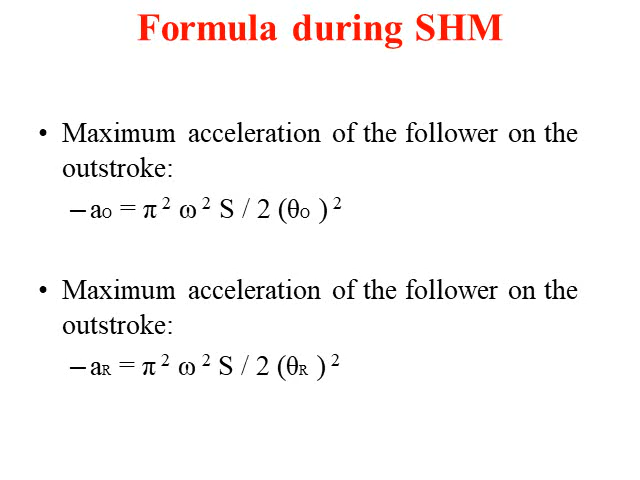 Formula during SHM
• Maximum acceleration of the follower on the
outstroke:
– aO = π 2 ω 2 S / 2 (θO ) 2
• Maximum acceleration of the follower on the
outstroke:
– aR = π 2 ω 2 S / 2 (θR ) 2